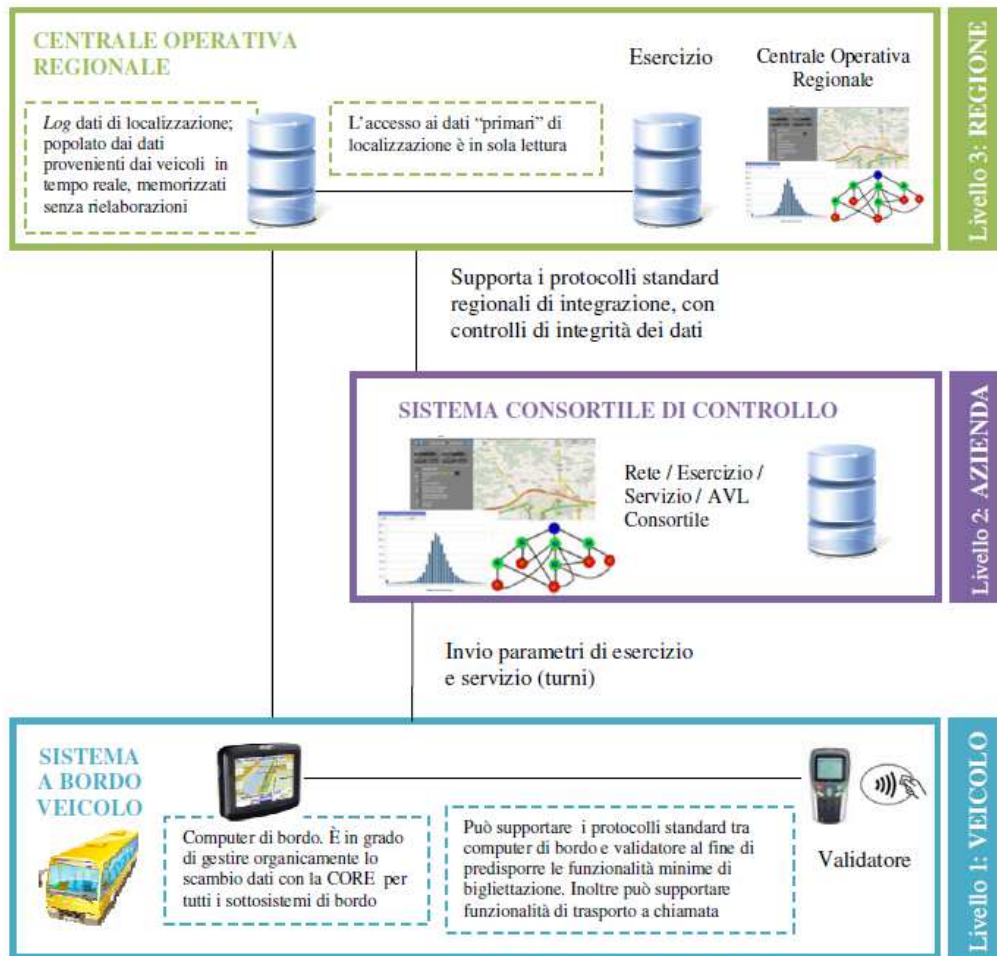 CENTRALE OPERATIVA
REGIONALE
Log dati di localizzazione;
popolato dai dati
provenienti dai veicoli in
tempo reale, memorizzati
senza rielaborazioni
L'accesso ai dati “primari” di
localizzazione è in sola lettura
Esercizio
Centrale Operativa
Regionale
Livello 3: REGIONE
Supporta i protocolli standard
regionali di integrazione, con
controlli di integrità dei dati
SISTEMA CONSORTILE DI CONTROLLO
Rete / Esercizio /
Servizio / AVL
Consortile
Livello 2: AZIENDA
Invio parametri di esercizio
e servizio (turni)
SISTEMA
A BORDO
VEICOLO
Computer di bordo. È in grado
di gestire organicamente lo
scambio dati con la CORE per
tutti i sottosistemi di bordo
Può supportare i protocolli standard tra
computer di bordo e validatore al fine di
predisporre le funzionalità minime di
bigliettazione. Inoltre può supportare
funzionalità di trasporto a chiamata
Validatore
Livello 1: VEICOLO